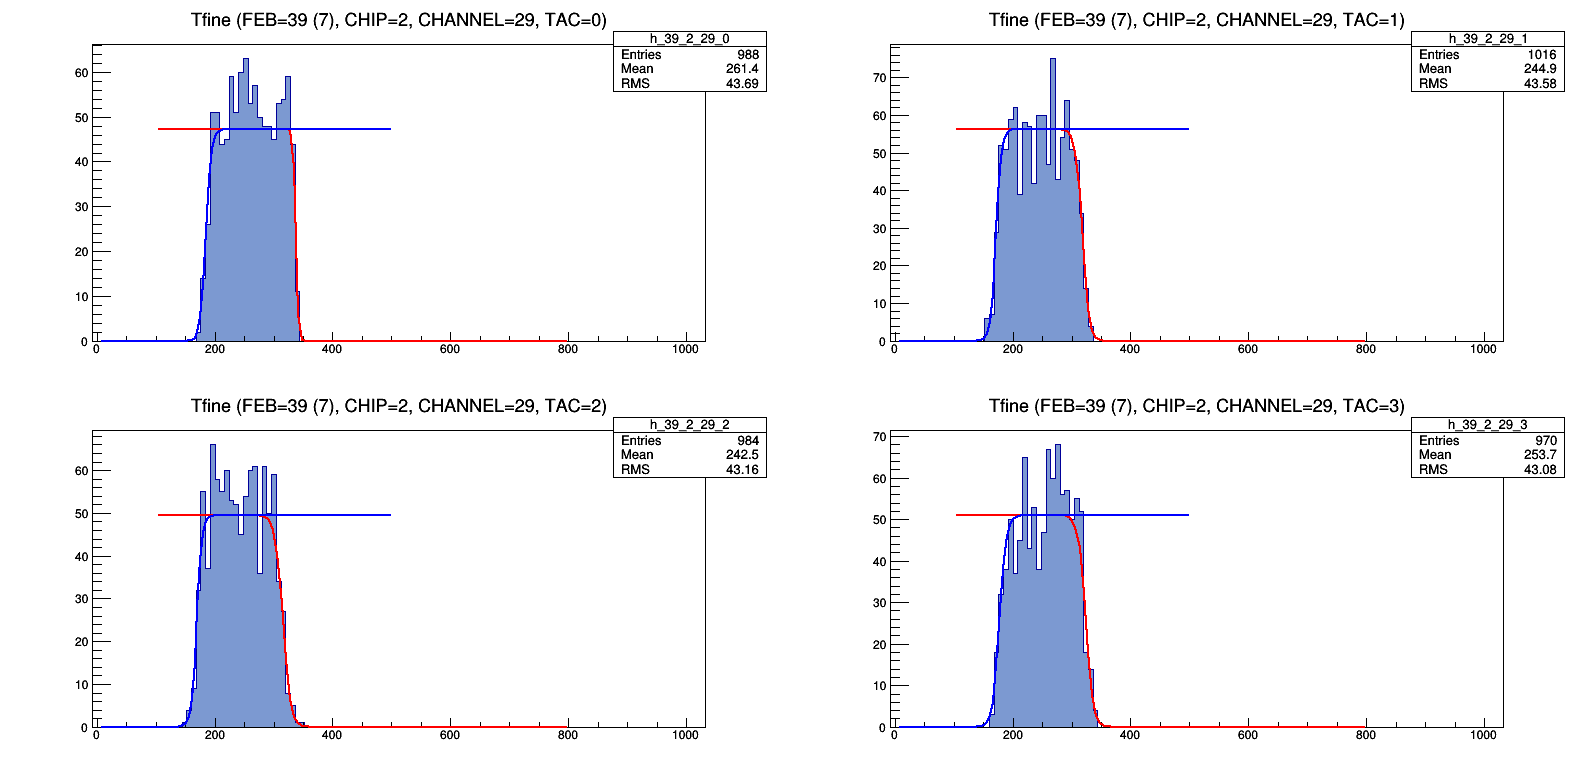 Tfine (FEB=39 (7), CHIP=2, CHANNEL=29, TAC=0)
h_39_2_29_0
Entries 988
Mean 261.4
RMS 43.69
60
50
40
30
20
10
0
0 200 400 600 800 1000
Tfine (FEB=39 (7), CHIP=2, CHANNEL=29, TAC=1)
h_39_2_29_1
Entries 1016
Mean 244.9
RMS 43.58
70
60
50
40
30
20
10
0
0 200 400 600 800 1000
Tfine (FEB=39 (7), CHIP=2, CHANNEL=29, TAC=2)
h_39_2_29_2
Entries 984
Mean 242.5
RMS 43.16
60
50
40
30
20
10
0
0 200 400 600 800 1000
Tfine (FEB=39 (7), CHIP=2, CHANNEL=29, TAC=3)
h_39_2_29_3
Entries 970
Mean 253.7
RMS 43.08
70
60
50
40
30
20
10
0
0 200 400 600 800 1000